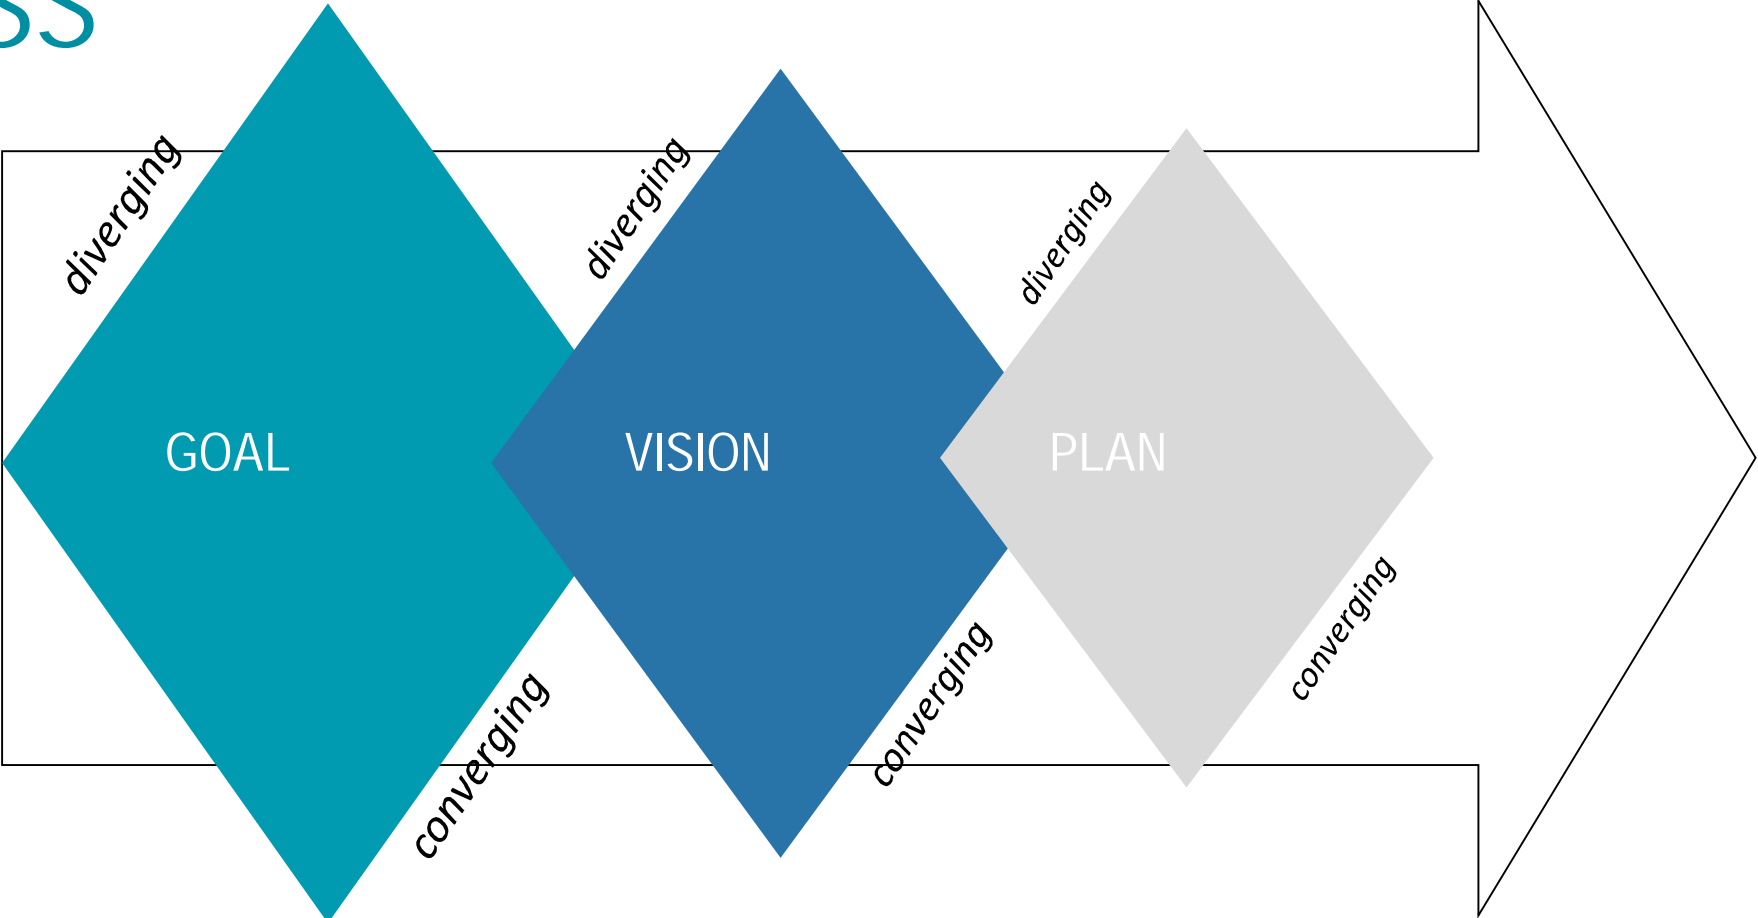 diverging
diverging
diverging
GOAL
VISION
PLAN
converging
converging
converging